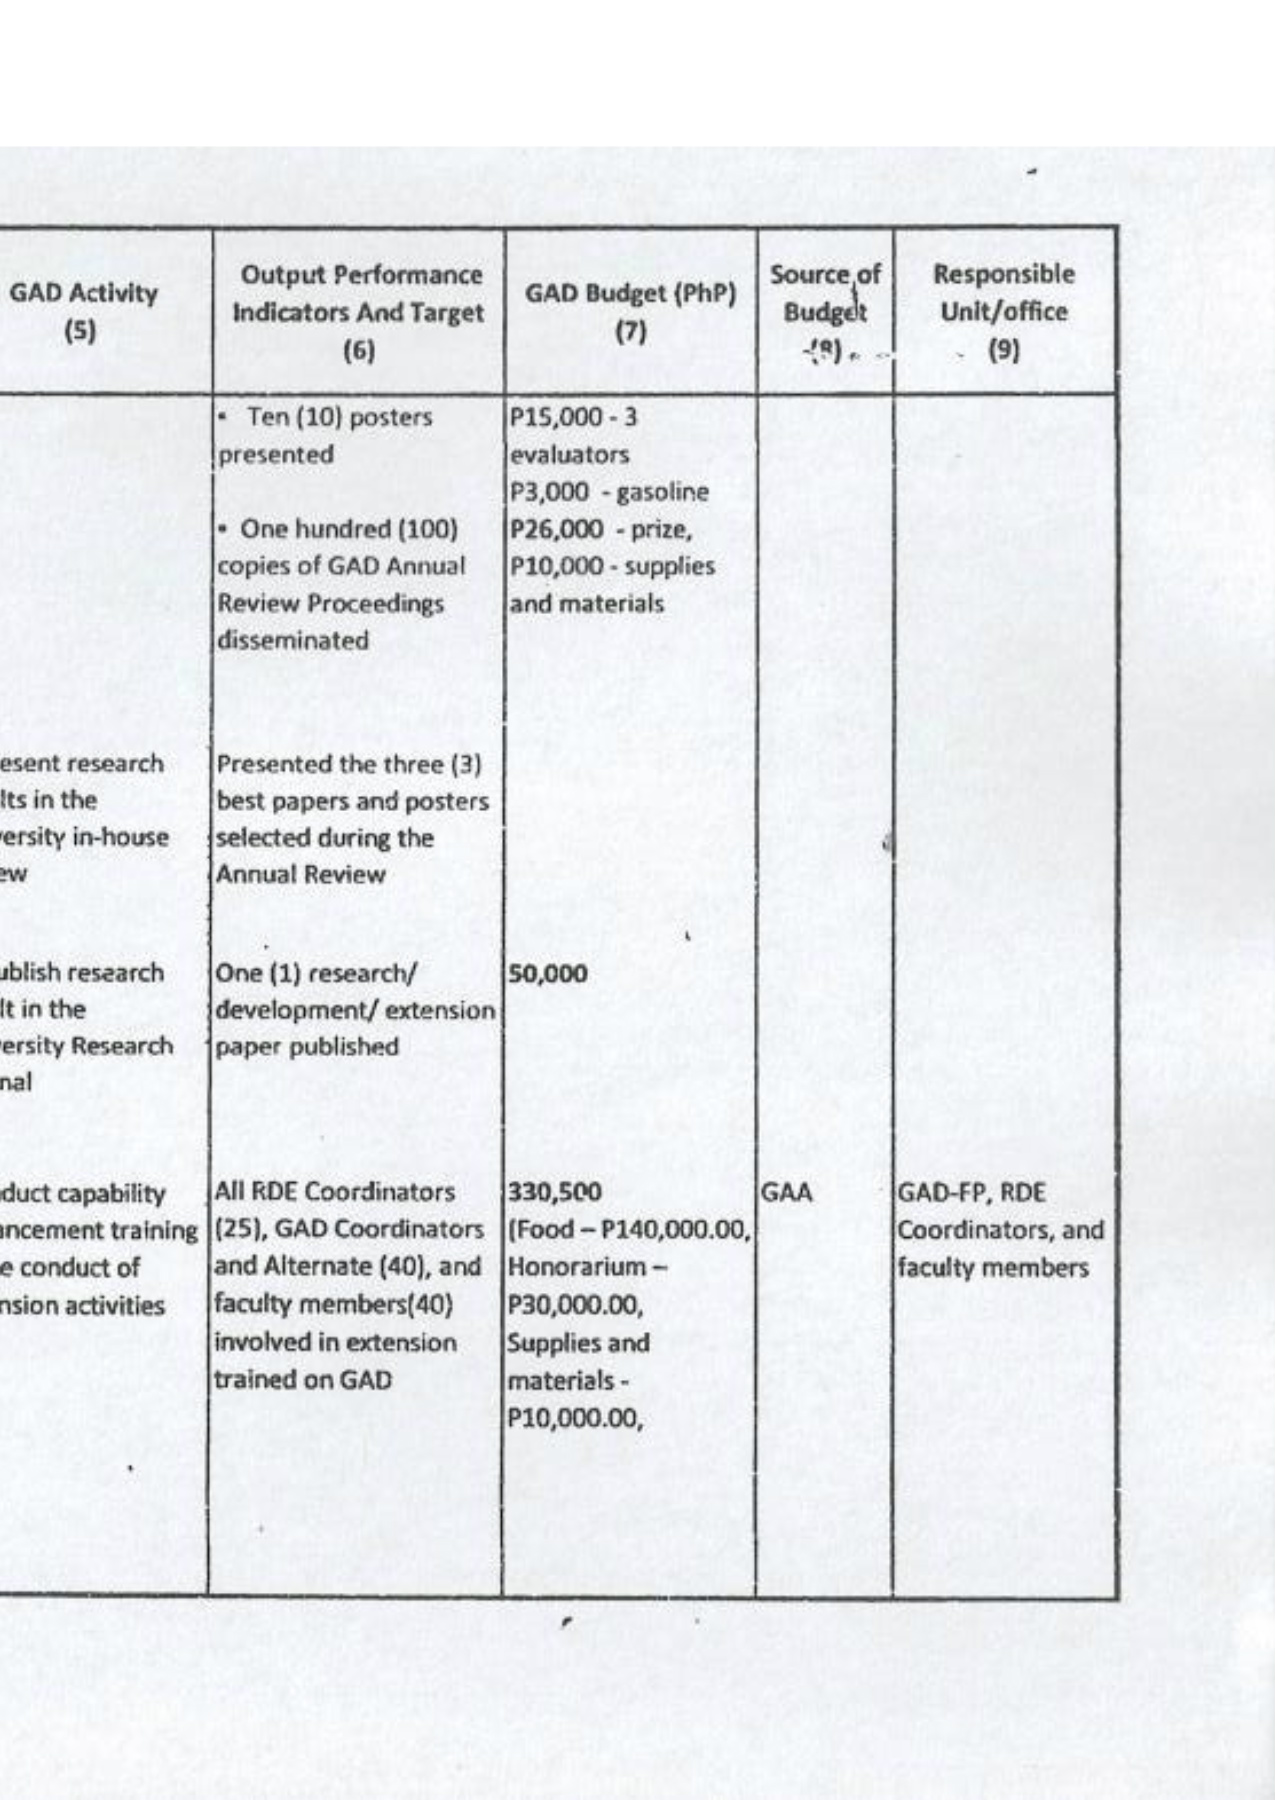 GAD Activity
(5)
Output Performance
Indicators And Target
(6)
GAD Budget (PhP)
(7)
Source of
Budget
(8)
Responsible
Unit/office
(9)
• Ten (10) posters
presented
• One hundred (100)
copies of GAD Annual
Review Proceedings
disseminated
P15,000 - 3
evaluators
P3,000 - gasoline
P26,000 - prize,
P10,000 - supplies
and materials
esent research
lts in the
ersity in-house
ew
Presented the three (3)
best papers and posters
selected during the
Annual Review
ublish research
lt in the
ersity Research
nal
One (1) research/
development/ extension
paper published
50,000
duct capability
ancement training
e conduct of
nsion activities
All RDE Coordinators
(25), GAD Coordinators
and Alternate (40), and
faculty members(40)
involved in extension
trained on GAD
330,500
(Food – P140,000.00,
Honorarium –
P30,000.00,
Supplies and
materials -
P10,000.00,
GAA
GAD-FP, RDE
Coordinators, and
faculty members